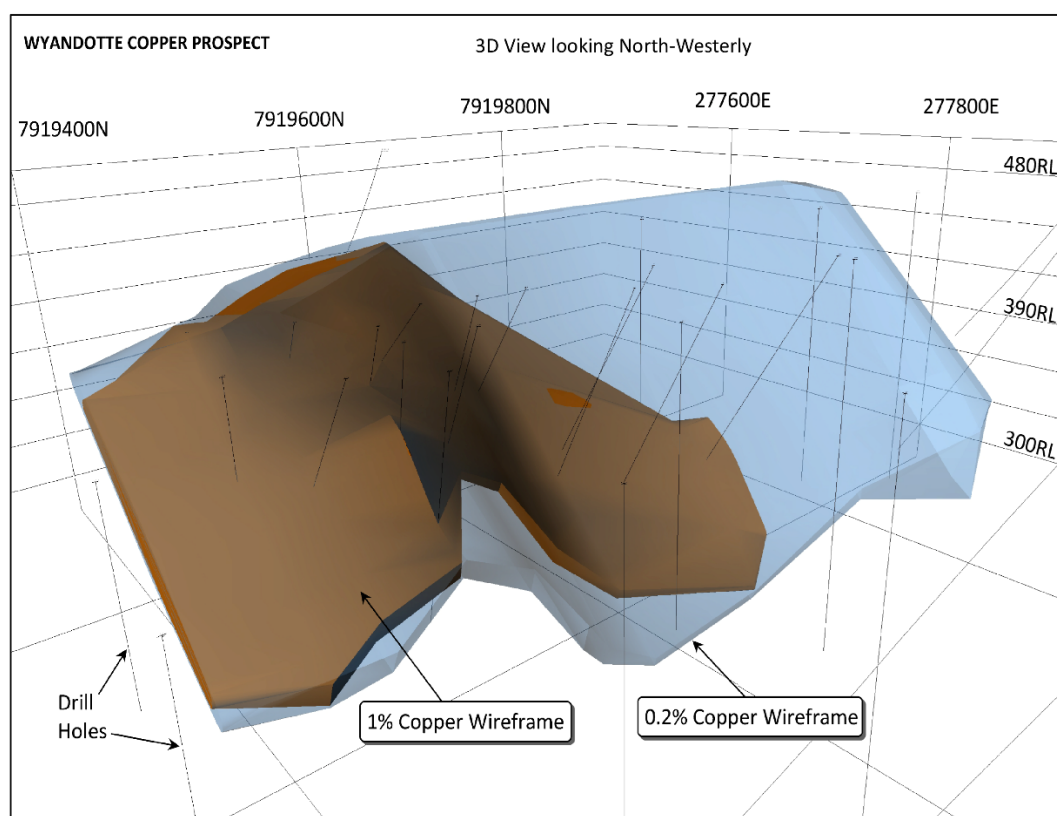 WYANDOTTE COPPER PROSPECT
3D View looking North-Westerly
7919400N
7919600N
7919800N
277600E
277800E
480RL
390RL
300RL
Drill
Holes
1% Copper Wireframe
0.2% Copper Wireframe